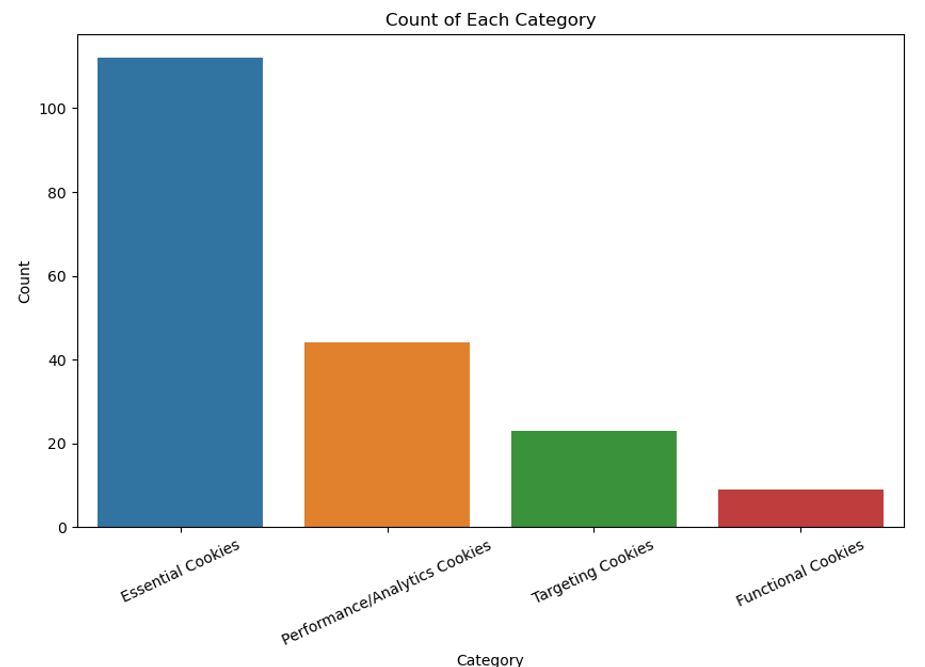 Count of Each Category
Count
100
80
60
40
20
0
Essential Cookies
Performance/Analytics Cookies
Targeting Cookies
Functional Cookies
Category